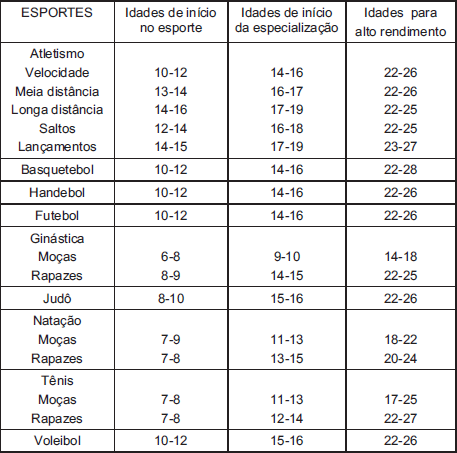 ESPORTES Idades de início no esporte Idades de início da especialização Idades para alto rendimento
Atletismo
Velocidade 10-12 14-16 22-26
Meia distância 13-14 16-17 22-26
Longa distância 14-16 17-19 22-25
Saltos 12-14 16-18 22-25
Lançamentos 14-15 17-19 23-27
Basquetebol 10-12 14-16 22-28
Handebol 10-12 14-16 22-26
Futebol 10-12 14-16 22-26
Ginástica
Moças 6-8 9-10 14-18
Rapazes 8-9 14-15 22-25
Judô 8-10 15-16 22-26
Natação
Moças 7-9 11-13 18-22
Rapazes 7-8 13-15 20-24
Tênis
Moças 7-8 11-13 17-25
Rapazes 7-8 12-14 22-27
Voleibol 10-12 15-16 22-26